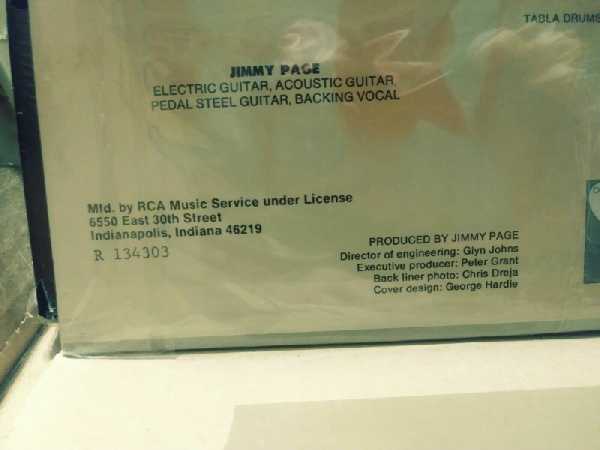 TABLA DRUMS
JIMMY PAGE
ELECTRIC GUITAR, ACOUSTIC GUITAR,
PEDAL STEEL GUITAR, BACKING VOCAL
Mfd. by RCA Music Service under License
6550 East 30th Street
Indianapolis, Indiana 46219
R 134303
PRODUCED BY JIMMY PAGE
Director of engineering: Glyn Johns
Executive producer: Peter Grant
Back liner photo: Chris Dreja
Cover design: George Hardie